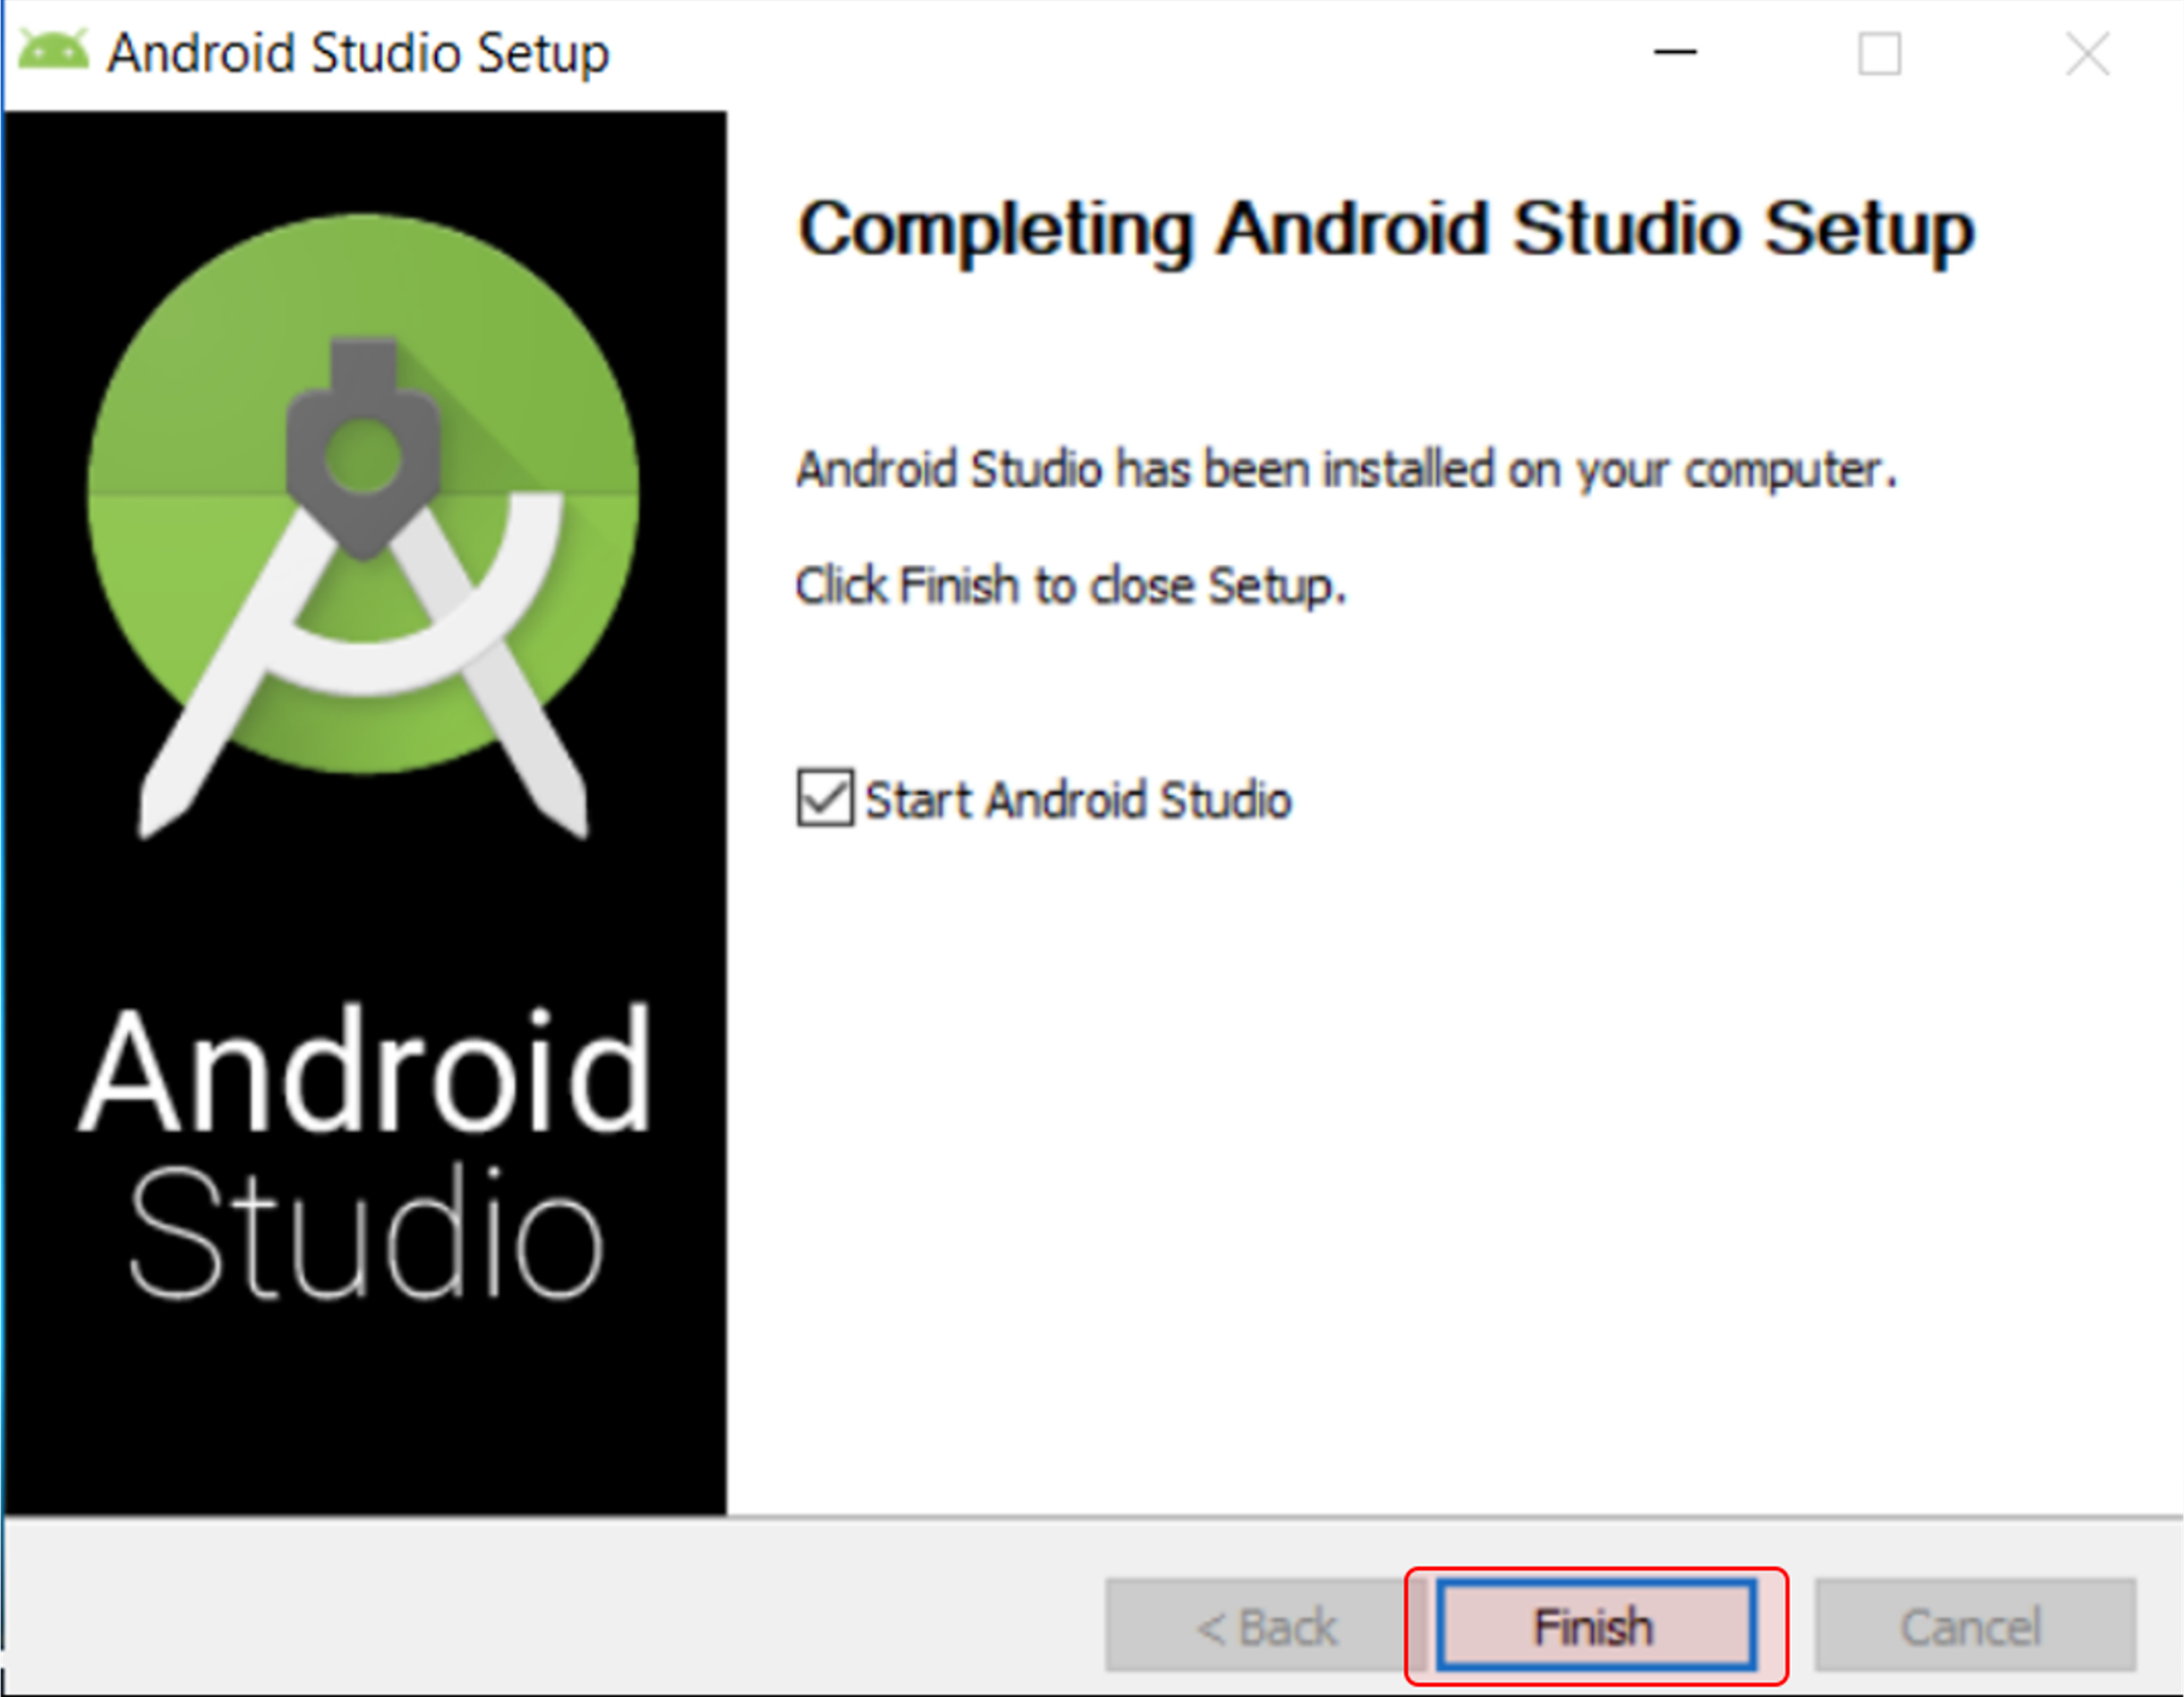 Android Studio Setup
Completing Android Studio Setup
Android Studio has been installed on your computer.
Click Finish to close Setup.
Start Android Studio
Android
Studio
< Back
Finish
Cancel